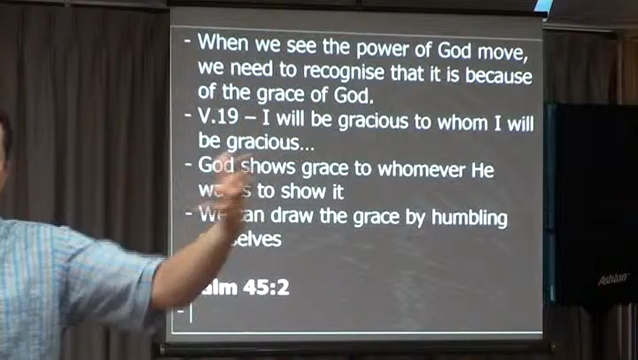 - When we see the power of God move,
we need to recognise that it is because
of the grace of God.
- V.19 – I will be gracious to whom I will
be gracious...
- God shows grace to whomever He
to show it
- can draw the grace by humbling
45:2
-
Ashton